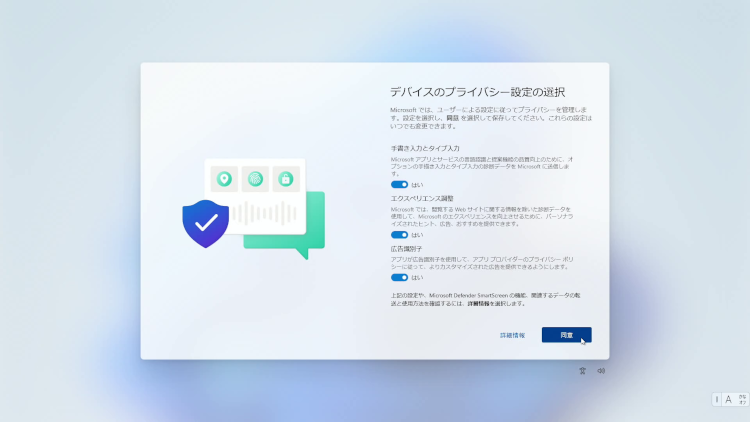 デバイスのプライバシー設定の選択
Microsoft では、ユーザーによる設定に従ってプライバシーを管理しま
す。設定を選択し、同意 を選択して保存してください。これらの設定は
いつでも変更できます。
手書き入力とタイプ入力
Microsoft アプリとサービスの言語認識と提案機能の品質向上のために、オ
プションの手書き入力とタイプ入力の診断データを Microsoft に送信しま
す。
はい
エクスペリエンス調整
Microsoft では、閲覧する Web サイトに関する情報を除いた診断データを
使用して、Microsoft のエクスペリエンスを向上させるために、パーソナラ
イズされたヒント、広告、おすすめを提供できます。
はい
広告識別子
アプリが広告識別子を使用して、アプリ プロバイダーのプライバシー ポリ
シーに従って、よりカスタマイズされた広告を提供できるようにします。
はい
上記の設定や、Microsoft Defender SmartScreen の機能、関連するデータの転
送と使用方法を確認するには、詳細情報を選択します。
詳細情報
同意
A